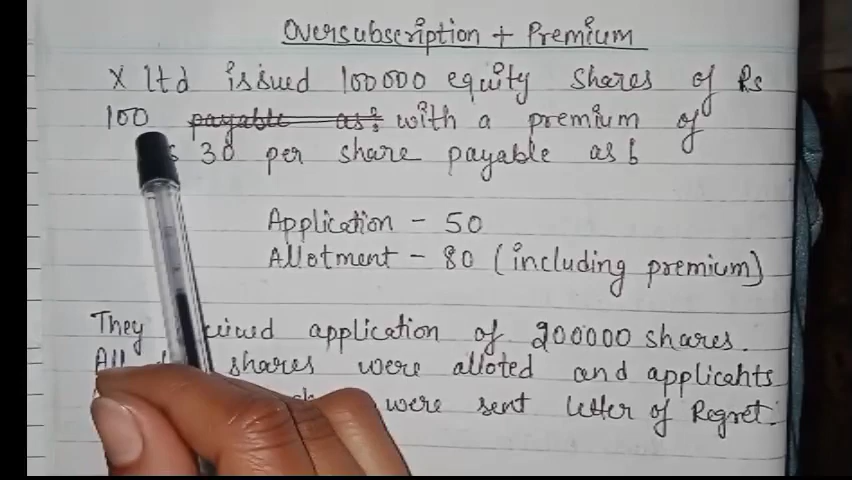 Oversubscription + Premium
X ltd issued 100000 equity shares of Rs
100 payable as: with a premium of
30 per share payable as
Application - 50
Allotment - 80 (including premium)
They application of 200000 shares.
All shares were alloted and applicants
were sent letter of Regret.